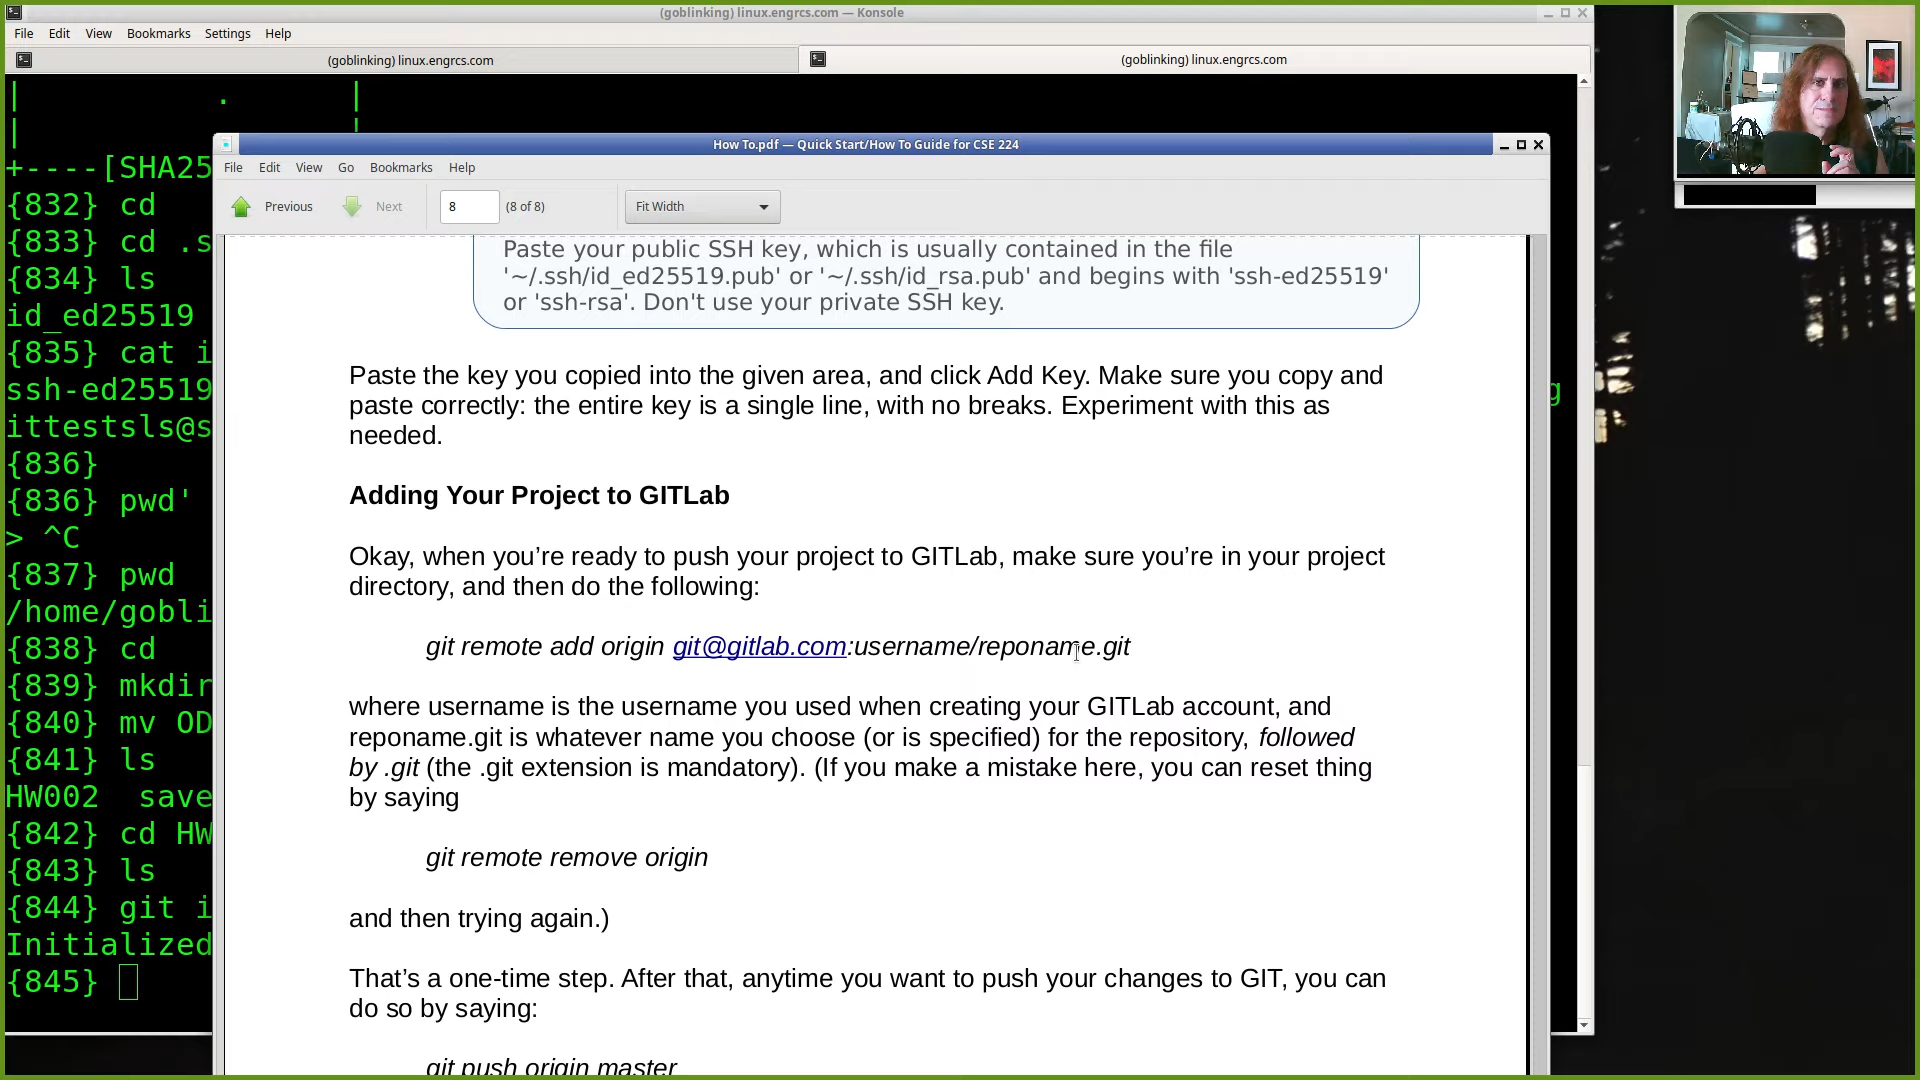 (goblinking) linux.engrcs.com — Konsole
File Edit View Bookmarks Settings Help
(goblinking) linux.engrcs.com
(goblinking) linux.engrcs.com
+----[SHA25
{832} cd
{833} cd .s
{834} ls
id_ed25519
{835} cat i
ssh-ed25519
ittestsls@s
{836}
{836} pwd'
> ^C
{837} pwd
/home/gobli
{838} cd
{839} mkdir
{840} mv OD
{841} ls
HW002 save
{842} cd HW
{843} ls
{844} git i
Initialized
{845}
g
How To.pdf — Quick Start/How To Guide for CSE 224
File Edit View Go Bookmarks Help
Previous Next 8 (8 of 8) Fit Width
Paste your public SSH key, which is usually contained in the file
'~/.ssh/id_ed25519.pub' or '~/.ssh/id_rsa.pub' and begins with 'ssh-ed25519'
or 'ssh-rsa'. Don't use your private SSH key.
Paste the key you copied into the given area, and click Add Key. Make sure you copy and
paste correctly: the entire key is a single line, with no breaks. Experiment with this as
needed.
Adding Your Project to GITLab
Okay, when you’re ready to push your project to GITLab, make sure you’re in your project
directory, and then do the following:
git remote add origin git@gitlab.com:username/reponame.git
where username is the username you used when creating your GITLab account, and
reponame.git is whatever name you choose (or is specified) for the repository, followed
by .git (the .git extension is mandatory). (If you make a mistake here, you can reset thing
by saying
git remote remove origin
and then trying again.)
That’s a one-time step. After that, anytime you want to push your changes to GIT, you can
do so by saying:
git push origin master